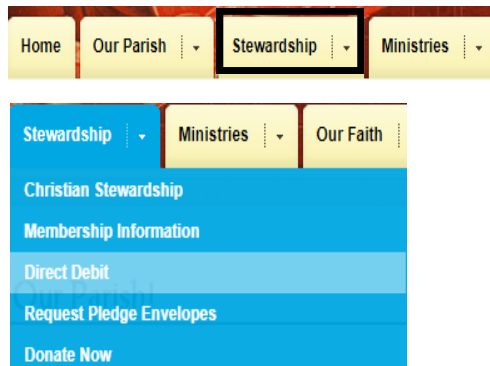 Home Our Parish Stewardship Ministries
Stewardship Ministries Our Faith
Christian Stewardship
Membership Information
Direct Debit
Our Parish!
Request Pledge Envelopes
Donate Now